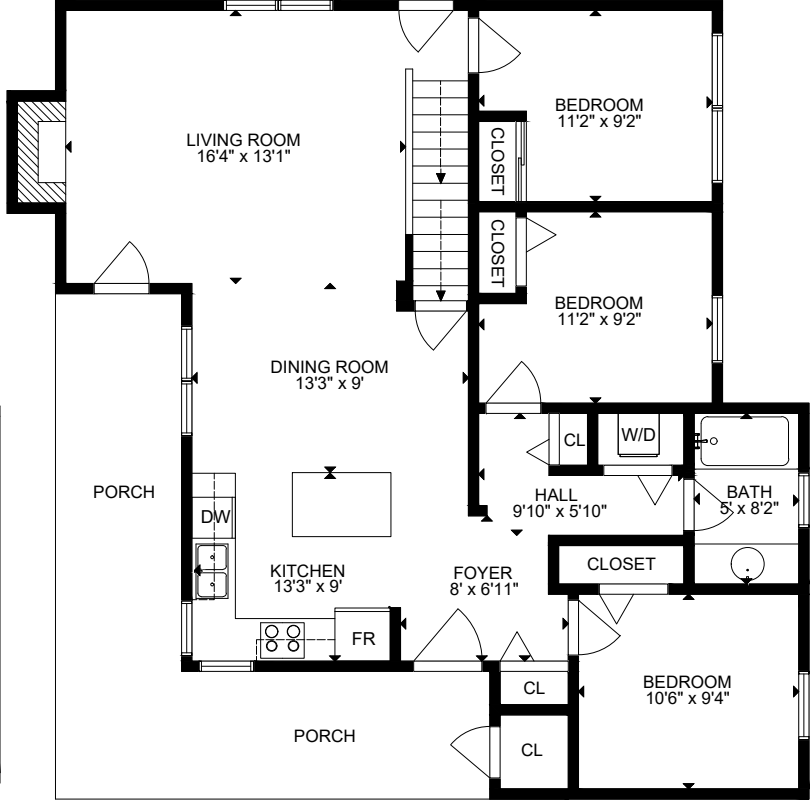 BEDROOM
11'2" x 9'2"
LIVING ROOM
16'4" x 13'1"
CLOSET
CLOSET
BEDROOM
11'2" x 9'2"
DINING ROOM
13'3" x 9'
CL
W/D
PORCH
HALL
9'10" x 5'10"
BATH
5' x 8'2"
DW
KITCHEN
13'3" x 9'
FOYER
8' x 6'11"
CLOSET
FR
CL
BEDROOM
10'6" x 9'4"
PORCH
CL